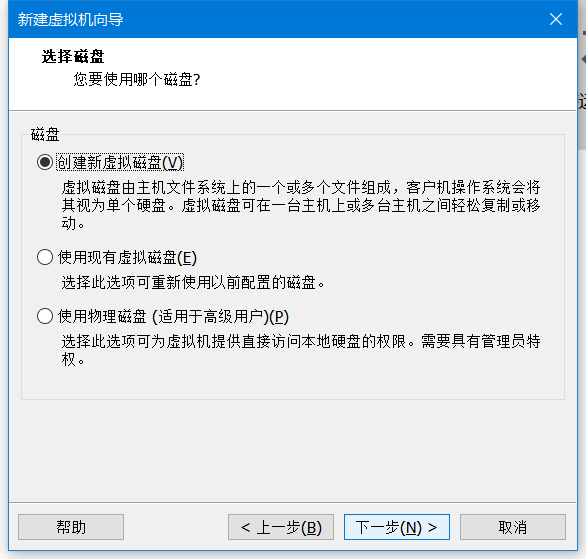 新建虚拟机向导
选择磁盘
您要使用哪个磁盘?
磁盘
创建新虚拟磁盘(V)
虚拟磁盘由主机文件系统上的一个或多个文件组成，客户机操作系统会将
其视为单个硬盘。虚拟磁盘可在一台主机上或多台主机之间轻松复制或移
动。
使用现有虚拟磁盘(E)
选择此选项可重新使用以前配置的磁盘。
使用物理磁盘 (适用于高级用户)(P)
选择此选项可为虚拟机提供直接访问本地硬盘的权限。需要具有管理员特
权。
帮助
< 上一步(B)
下一步(N) >
取消